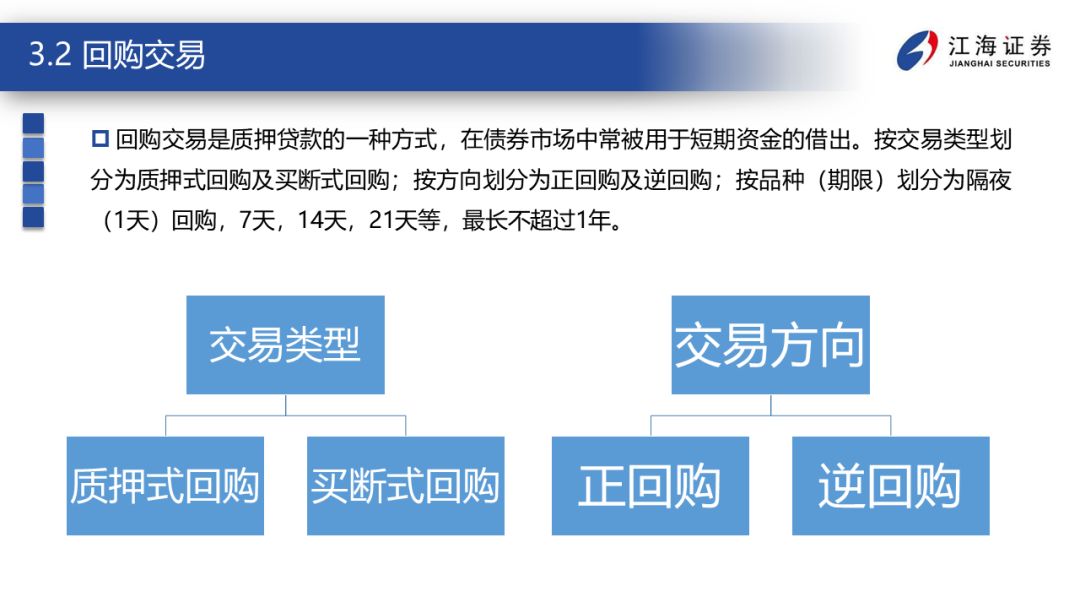 3.2 回购交易
江海证券
JIANGHAI SECURITIES
回购交易是质押贷款的一种方式，在债券市场中常被用于短期资金的借出。按交易类型划
分为质押式回购及买断式回购；按方向划分为正回购及逆回购；按品种（期限）划分为隔夜
（1天）回购，7天，14天，21天等，最长不超过1年。
交易类型
质押式回购
买断式回购
交易方向
正回购
逆回购